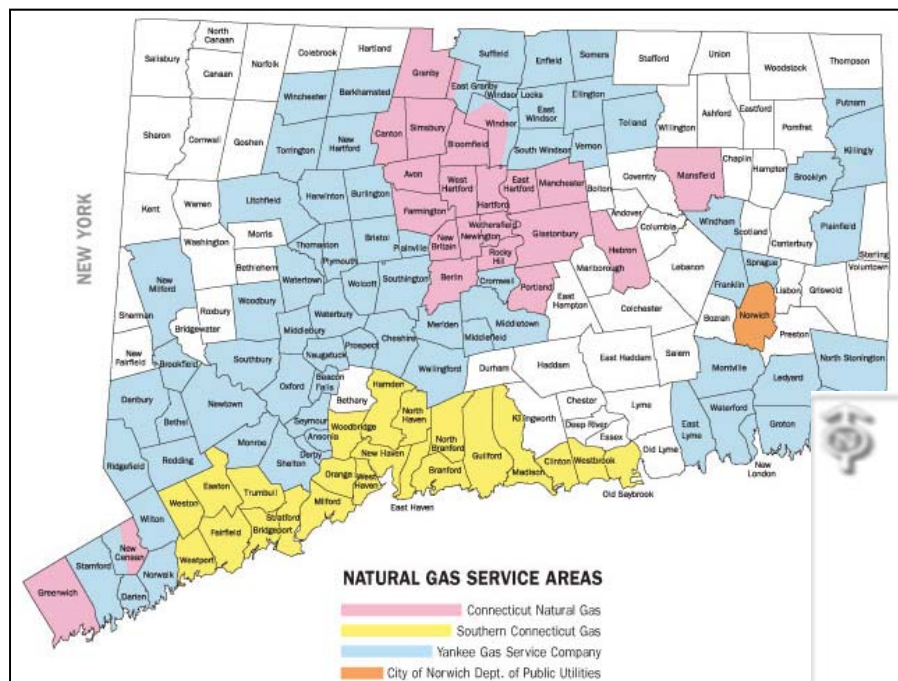 North Canaan
Salisbury
Canaan
Norfolk
Colebrook
Hartland
Granby
Suffield
Enfield
Somers
Stafford
Union
Woodstock
Thompson
East Granby
Windsor Locks
Winchester
Barkhamsted
East Windsor
Ellington
Putnam
Canton
Simsbury
Windsor
Bloomfield
Tolland
Willington
Ashford
Eastford
Pomfret
Killingly
Sharon
Cornwall
Goshen
Torrington
New Hartford
South Windsor
Vernon
Avon
West Hartford
East Hartford
Manchester
Hartford
Bolton
Coventry
Mansfield
Chaplin
Hampton
Brooklyn
NEW YORK
Kent
Warren
Litchfield
Harwinton
Burlington
Farmington
Wethersfield
Newington
Glastonbury
Andover
Columbia
Windham
Scotland
Canterbury
Plainfield
Sterling
Voluntown
Morris
Washington
Bethlehem
Thomaston
Plymouth
Bristol
Plainville
New Britain
Rocky Hill
Hebron
Marlborough
Lebanon
Sprague
Franklin
Lisbon
Griswold
New Milford
Watertown
Wolcott
Southington
Berlin
Cromwell
Portland
East Hampton
Colchester
Bozrah
Norwich
Preston
Sherman
Roxbury
Bridgewater
Woodbury
Waterbury
Middlebury
Meriden
Middletown
Middlefield
New Fairfield
Brookfield
Southbury
Naugatuck
Prospect
Cheshire
Wallingford
Durham
Haddam
East Haddam
Salem
Montville
North Stonington
Ledyard
Danbury
Bethel
Newtown
Oxford
Beacon Falls
Bethany
Hamden
Seymour
Woodbridge
North Haven
Killingworth
Chester
Deep River
Essex
Lyme
Waterford
Groton
Ansonia
Derby
Monroe
Shelton
North Branford
Guilford
East Lyme
Old Lyme
New London
Ridgefield
Redding
New Haven
Orange
West Haven
Branford
Madison
Clinton
Westbrook
Old Saybrook
Easton
Weston
Trumbull
Milford
East Haven
Wilton
Stratford
Bridgeport
Fairfield
Westport
New Canaan
Stamford
Norwalk
Darien
Greenwich
NATURAL GAS SERVICE AREAS
Connecticut Natural Gas
Southern Connecticut Gas
Yankee Gas Service Company
City of Norwich Dept. of Public Utilities